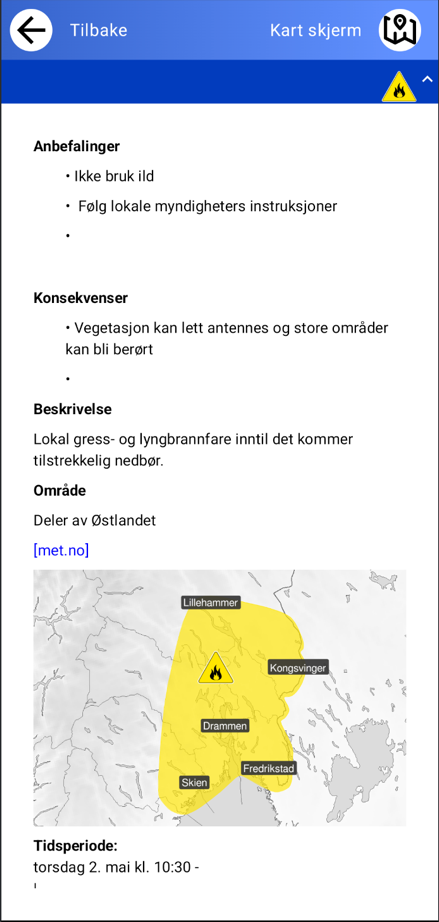 Tilbake
Kart skjerm
Anbefalinger
• Ikke bruk ild
• Følg lokale myndigheters instruksjoner
•
Konsekvenser
• Vegetasjon kan lett antennes og store områder
kan bli berørt
•
Beskrivelse
Lokal gress- og lyngbrannfare inntil det kommer
tilstrekkelig nedbør.
Område
Deler av Østlandet
[met.no]
Lillehammer
Kongsvinger
Drammen
Fredrikstad
Skien
Tidsperiode:
torsdag 2. mai kl. 10:30 -